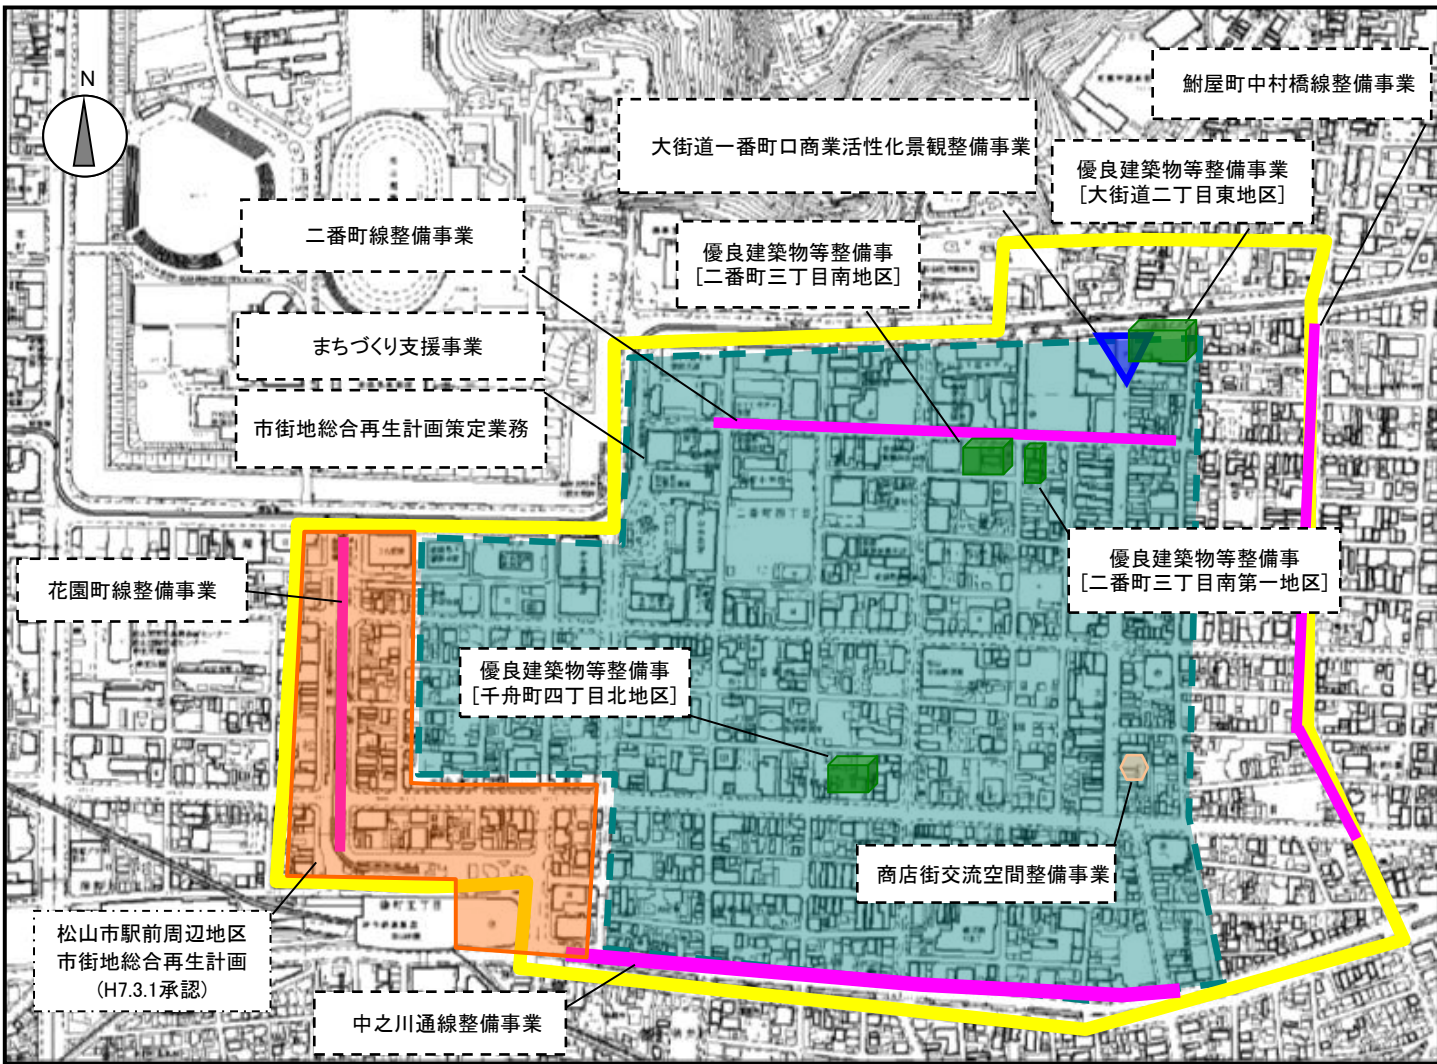 N
鮒屋町中村橋線整備事業
大街道一番町口商業活性化景観整備事業
優良建築物等整備事業
[大街道二丁目東地区]
二番町線整備事業
優良建築物等整備事
[二番町三丁目南地区]
まちづくり支援事業
市街地総合再生計画策定業務
二番町四丁目
優良建築物等整備事
[二番町三丁目南第一地区]
花園町線整備事業
優良建築物等整備事
[千舟町四丁目北地区]
商店街交流空間整備事業
松山市駅前周辺地区
市街地総合再生計画
(H7.3.1承認)
中之川通線整備事業